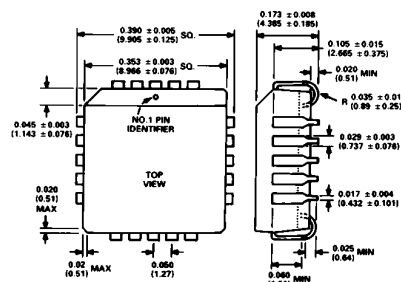 0.390 ± 0.005
(9.905 ± 0.125) SQ.
0.353 ± 0.003
(8.966 ± 0.076) SQ.
0.173 ± 0.008
(4.385 ± 0.185)
0.105 ± 0.015
(2.665 ± 0.375)
0.020
(0.51) MIN
R 0.035 ± 0.01
(0.89 ± 0.25)
0.045 ± 0.003
(1.143 ± 0.076)
NO.1 PIN
IDENTIFIER
0.029 ± 0.003
(0.737 ± 0.076)
TOP
VIEW
0.017 ± 0.004
(0.432 ± 0.101)
0.020
(0.51)
MAX
0.02
(0.51) MAX
0.050
(1.27)
0.025
(0.64) MIN
0.060
MIN